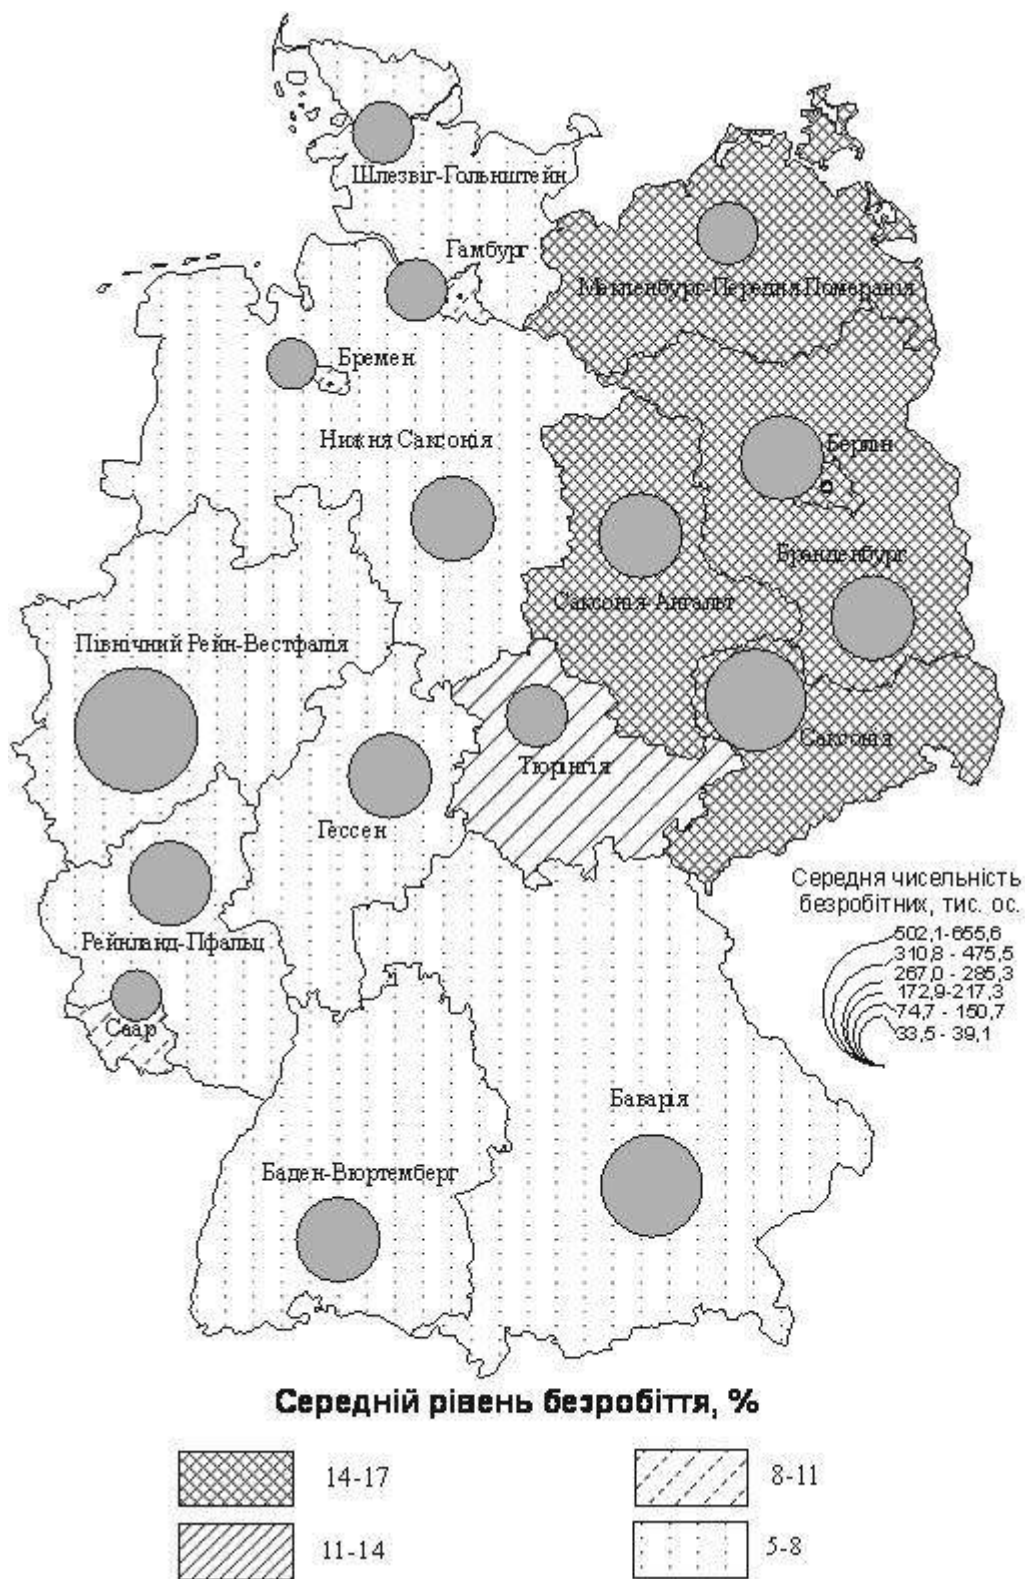 Шлезвіг-Гольнштейн
Гамбург
Мекленбург-Передня Померанія
Бремен
Нижня Саксонія
Берлін
Бранденбург
Саксонія-Ангальт
Північний Рейн-Вестфалія
Саксонія
Тюрінгія
Гессен
Середня чисельність
безробітних, тис. ос.
502,1-655,6
310,8 - 475,5
267,0 - 285,3
172,9-217,3
74,7 - 150,7
33,5 - 39,1
Рейнланд-Пфальц
Саар
Баварія
Баден-Вюртемберг
Середній рівень безробіття, %
14-17
8-11
11-14
5-8